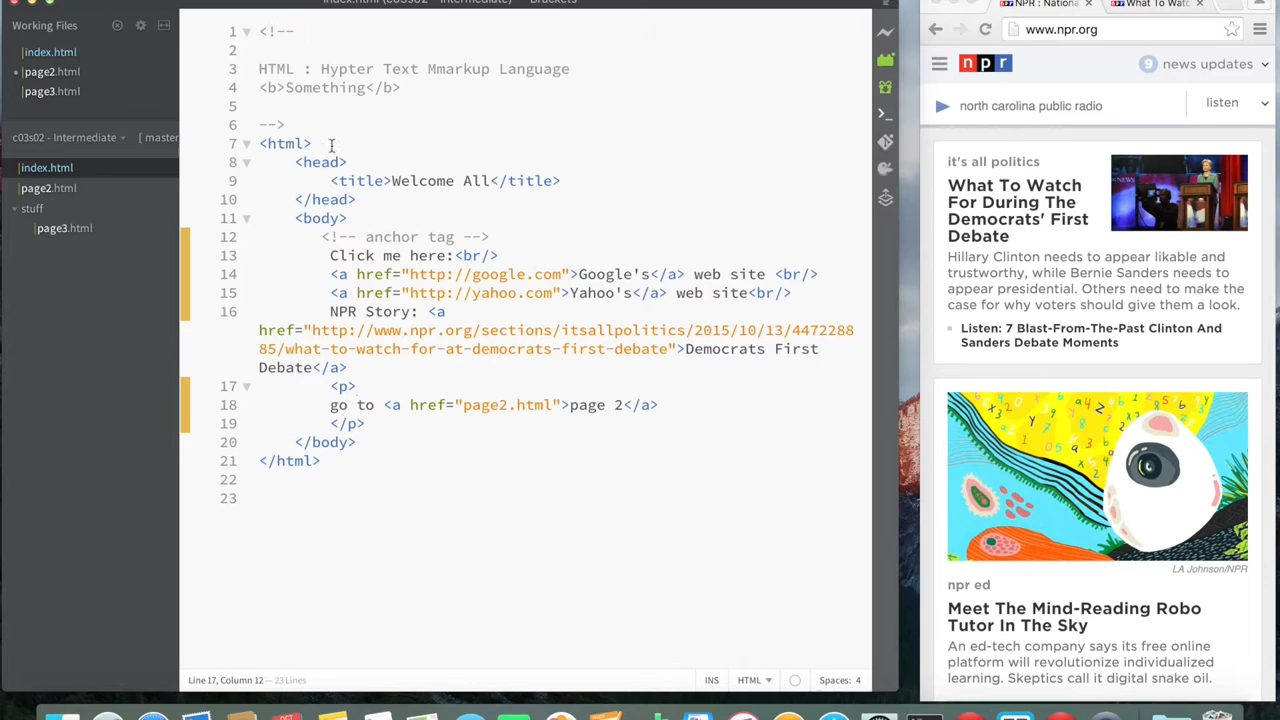 Working Files
index.html
page2.html
page3.html
c03s02 - Intermediate
[ master
index.html
page2.html
stuff
page3.html
1 <!--
2
3 HTML : Hypter Text Mmarkup Language
4 <b>Something</b>
5
6 -->
7 <html>
8 <head>
9 <title>Welcome All</title>
10 </head>
11 <body>
12 <!-- anchor tag -->
13 Click me here:<br/>
14 <a href="http://google.com">Google's</a> web site <br/>
15 <a href="http://yahoo.com">Yahoo's</a> web site<br/>
16 NPR Story: <a
href="http://www.npr.org/sections/itsallpolitics/2015/10/13/4472288
85/what-to-watch-for-at-democrats-first-debate">Democrats First
Debate</a>
17 <p>
18 go to <a href="page2.html">page 2</a>
19 </p>
20 </body>
21 </html>
22
23
Line 17, Column 12 — 23 Lines
INS
HTML
Spaces: 4
NPR : Nationa
What To Watc
www.npr.org
npr
9 news updates
north carolina public radio
listen
it's all politics
What To Watch
For During The
Democrats' First
Debate
Hillary Clinton needs to appear likable and
trustworthy, while Bernie Sanders needs to
appear presidential. Others need to make the
case for why voters should give them a look.
Listen: 7 Blast-From-The-Past Clinton And
Sanders Debate Moments
LA Johnson/NPR
npr ed
Meet The Mind-Reading Robo
Tutor In The Sky
An ed-tech company says its free online
platform will revolutionize individualized
learning. Skeptics call it digital snake oil.